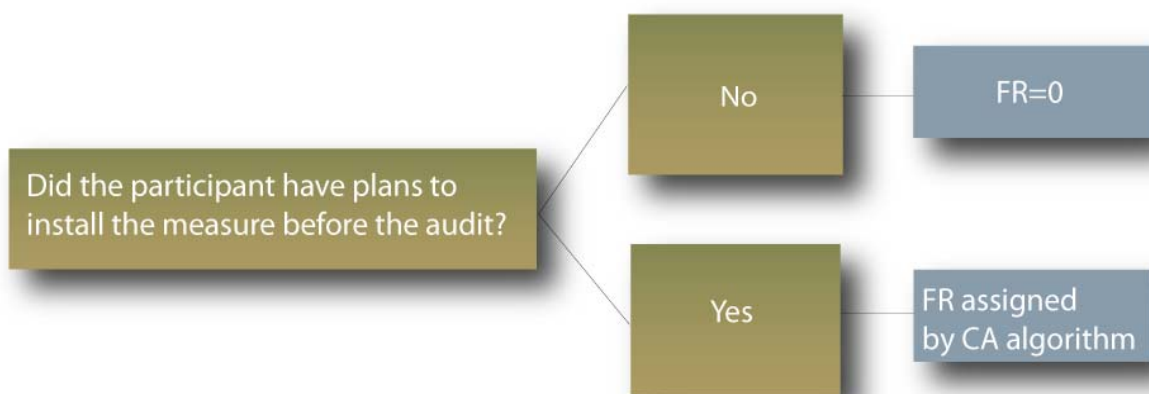 Did the participant have plans to
install the measure before the audit?
No
FR=0
Yes
FR assigned
by CA algorithm